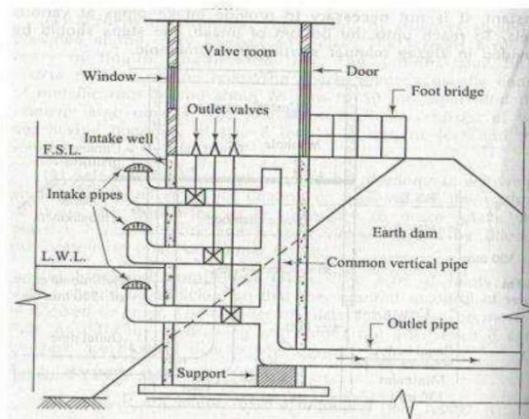 Valve room
Window
Door
Foot bridge
Outlet valves
Intake well
F.S.L.
Intake pipes
Earth dam
L.W.L.
Common vertical pipe
Outlet pipe
Support